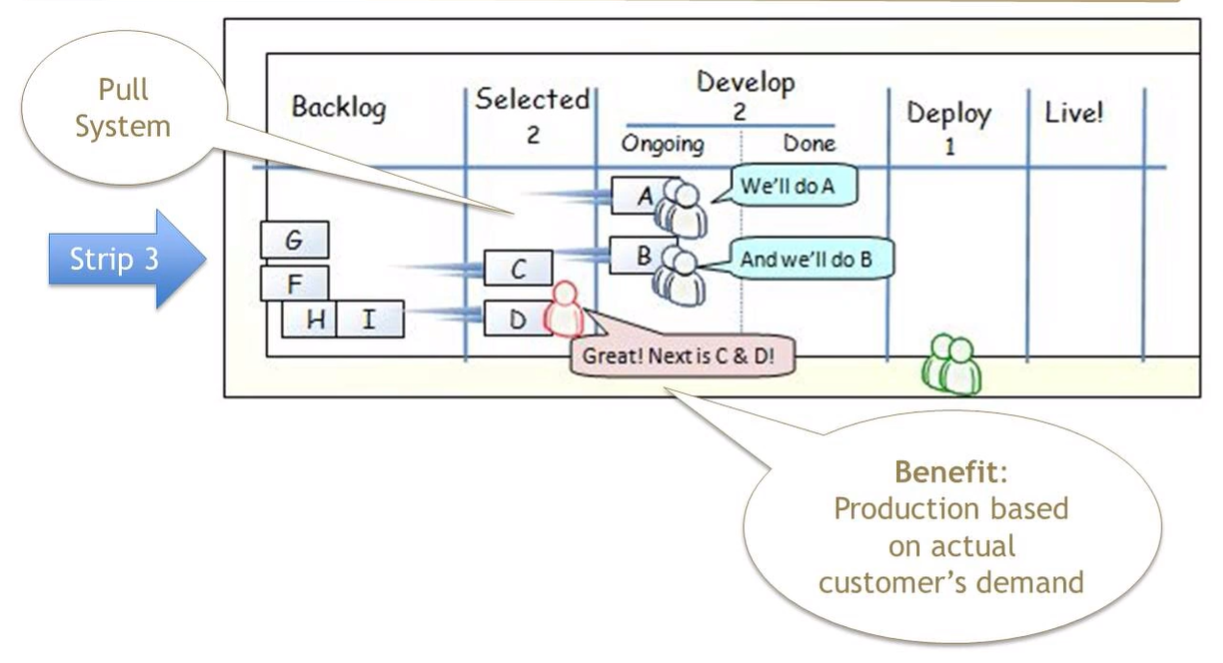 Pull
System
Strip 3
Backlog
Selected
2
Develop
2
Ongoing
Done
Deploy
1
Live!
A
We'll do A
B
And we'll do B
G
F
H
I
C
D
Great! Next is C & D!
Benefit:
Production based
on actual
customer's demand